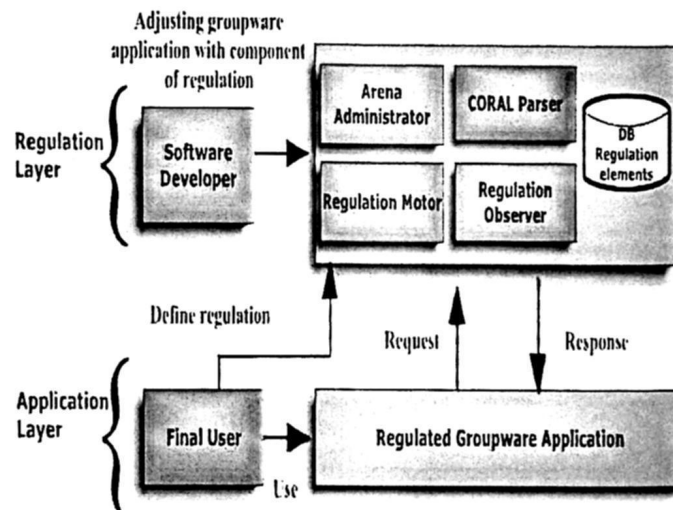 Adjusting groupware
application with component
of regulation
Regulation
Layer
Software
Developer
Arena
Administrator
CORAL Parser
DB
Regulation
elements
Regulation Motor
Regulation
Observer
Define regulation
Request
Response
Application
Layer
Final User
Use
Regulated Groupware Application